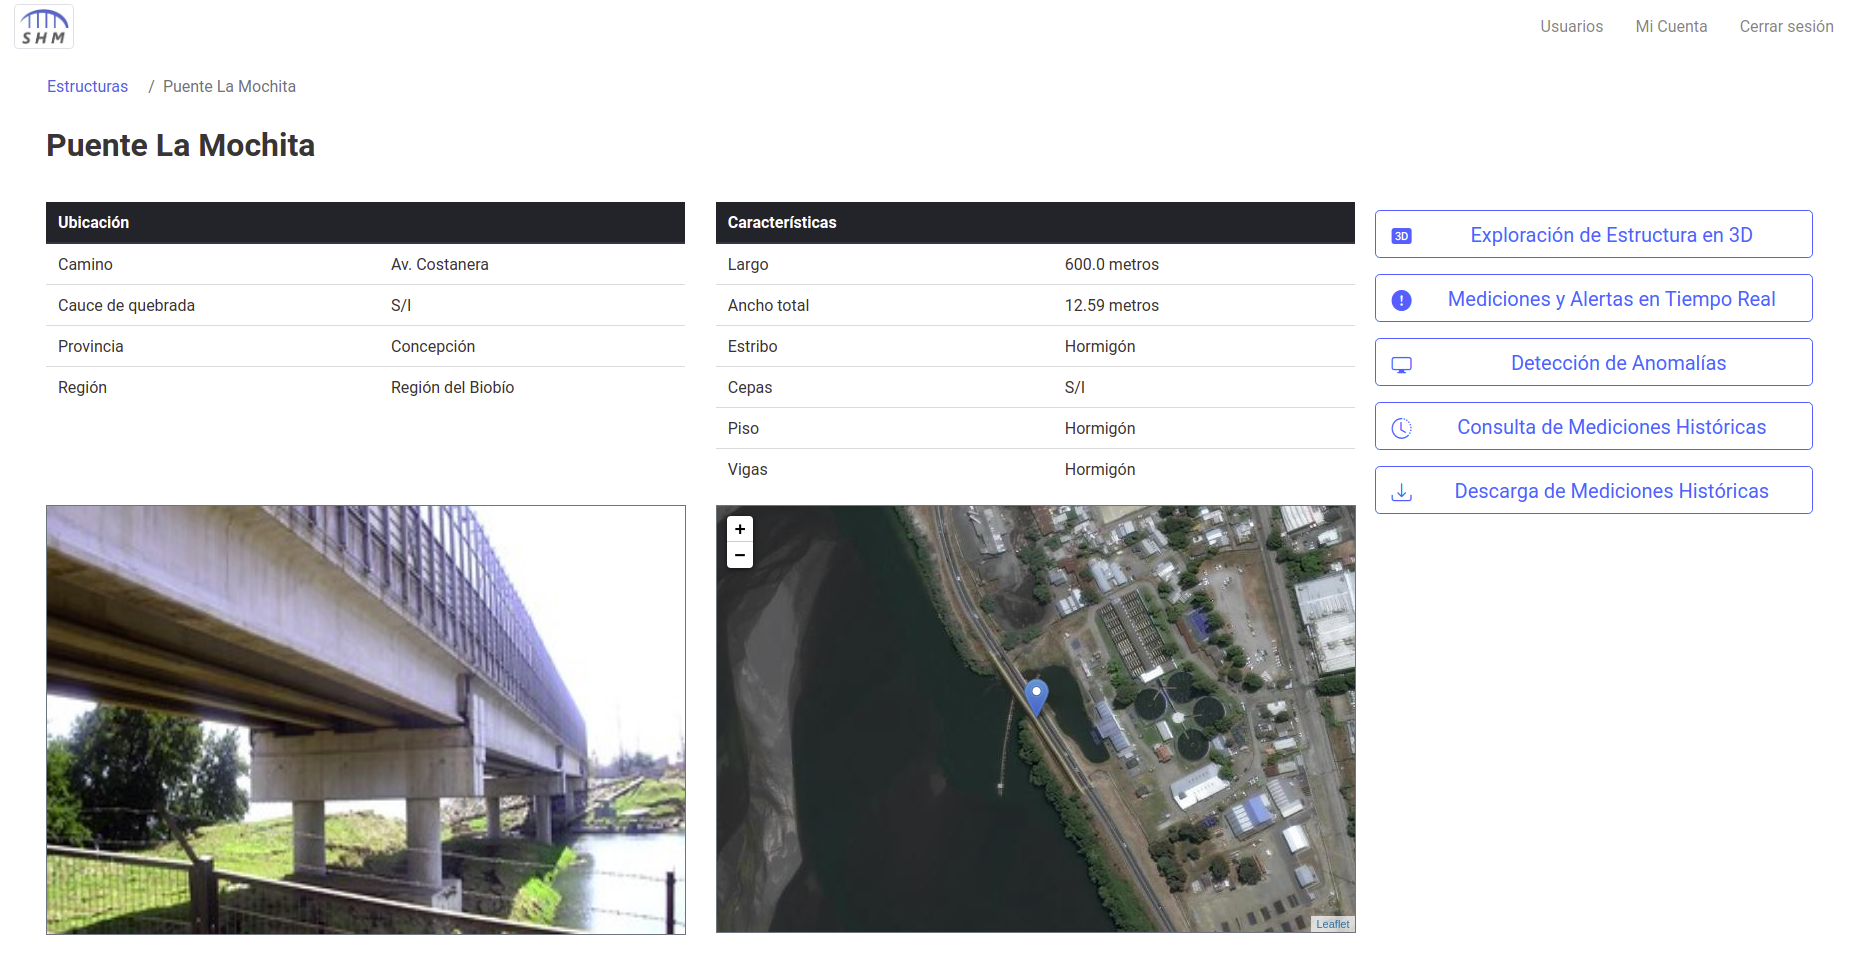 SHM
Usuarios Mi Cuenta Cerrar sesión
Estructuras / Puente La Mochita
Puente La Mochita
Ubicación
Camino Av. Costanera
Cauce de quebrada S/I
Provincia Concepción
Región Región del Biobío
Características
Largo 600.0 metros
Ancho total 12.59 metros
Estribo Hormigón
Cepas S/I
Piso Hormigón
Vigas Hormigón
3D Exploración de Estructura en 3D
! Mediciones y Alertas en Tiempo Real
Detección de Anomalías
Consulta de Mediciones Históricas
Descarga de Mediciones Históricas
+
−
Leaflet